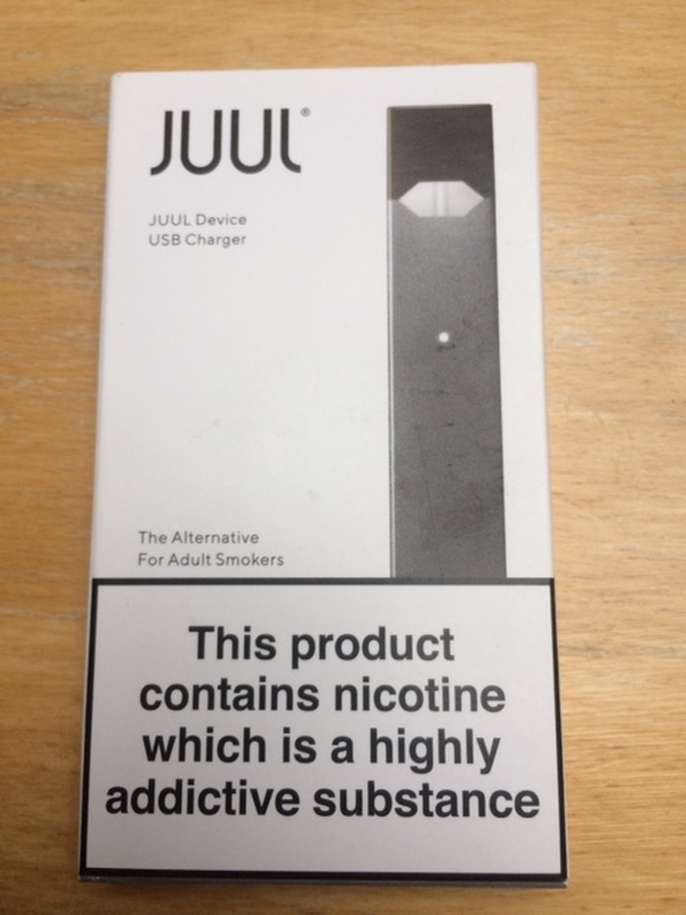 JUUL®
JUUL Device
USB Charger
The Alternative
For Adult Smokers
This product
contains nicotine
which is a highly
addictive substance